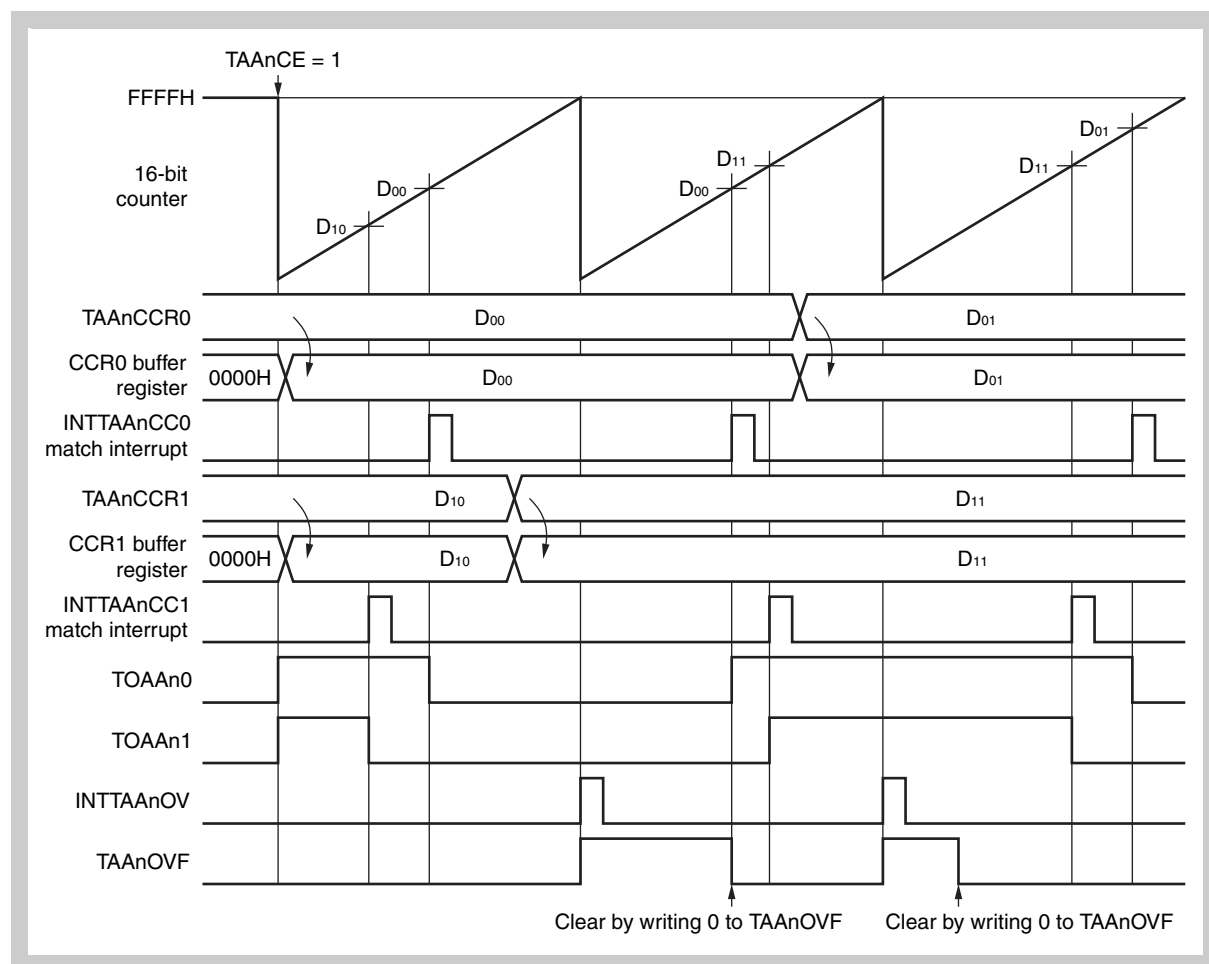 TAAnCE = 1
FFFFH
16-bit
counter
D10
D00
D00
D11
D11
D01
TAAnCCR0
D00
D01
CCR0 buffer
register
0000H
D00
D01
INTTAAnCC0
match interrupt
TAAnCCR1
D10
D11
CCR1 buffer
register
0000H
D10
D11
INTTAAnCC1
match interrupt
TOAAn0
TOAAn1
INTTAAnOV
TAAnOVF
Clear by writing 0 to TAAnOVF
Clear by writing 0 to TAAnOVF